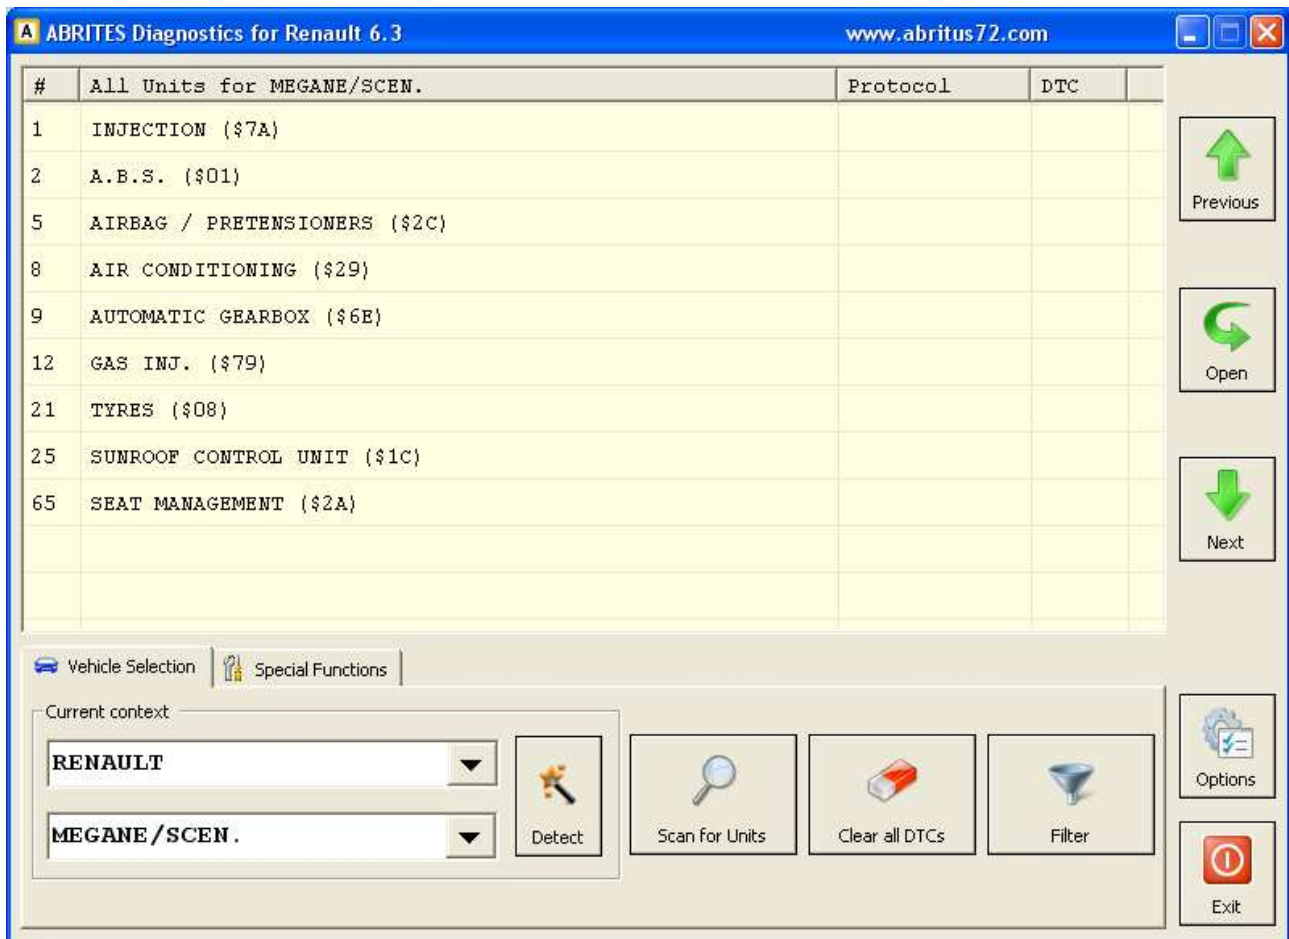 A ABRITES Diagnostics for Renault 6.3 www.abritus72.com
# All Units for MEGANE/SCEN. Protocol DTC
1 INJECTION ($7A)
2 A.B.S. ($01)
5 AIRBAG / PRETENSIONERS ($2C)
8 AIR CONDITIONING ($29)
9 AUTOMATIC GEARBOX ($6E)
12 GAS INJ. ($79)
21 TYRES ($08)
25 SUNROOF CONTROL UNIT ($1C)
65 SEAT MANAGEMENT ($2A)
Previous
Open
Next
Vehicle Selection Special Functions
Current context
RENAULT
MEGANE/SCEN.
Detect
Scan for Units
Clear all DTCs
Filter
Options
Exit